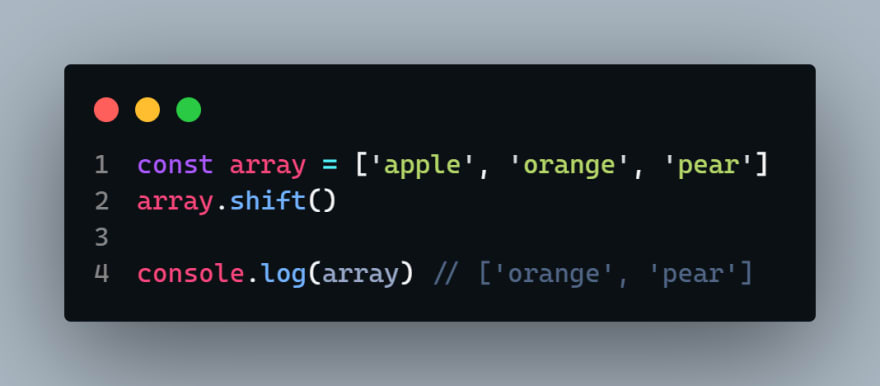 1 const array = ['apple', 'orange', 'pear']
2 array.shift()
3
4 console.log(array) // ['orange', 'pear']